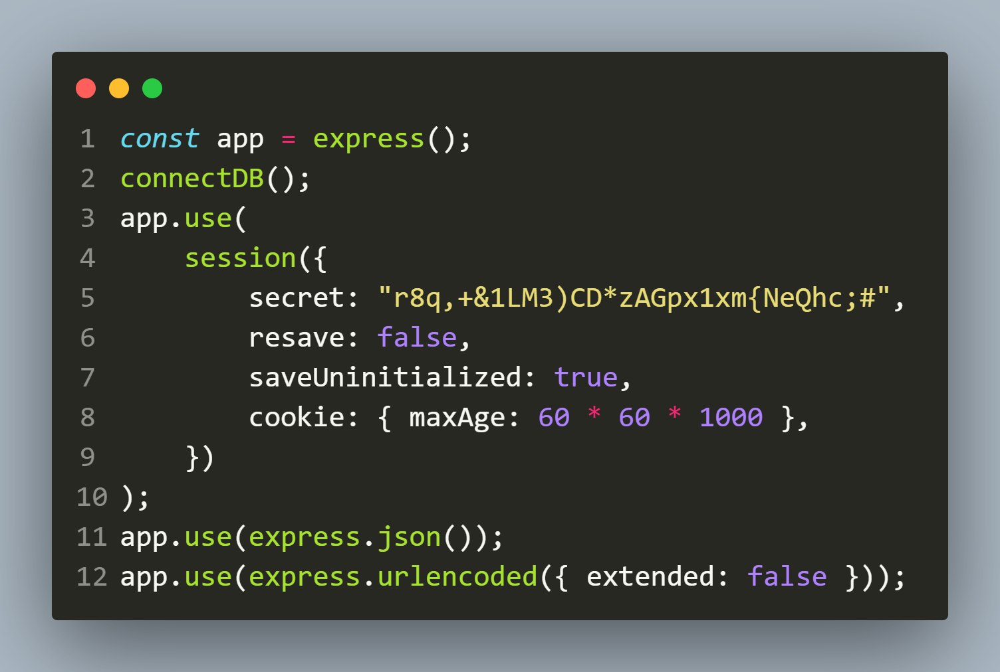 1 const app = express();
2 connectDB();
3 app.use(
4     session({
5         secret: "r8q,+&1LM3)CD*zAGpx1xm{NeQhc;#",
6         resave: false,
7         saveUninitialized: true,
8         cookie: { maxAge: 60 * 60 * 1000 },
9     })
10 );
11 app.use(express.json());
12 app.use(express.urlencoded({ extended: false }));